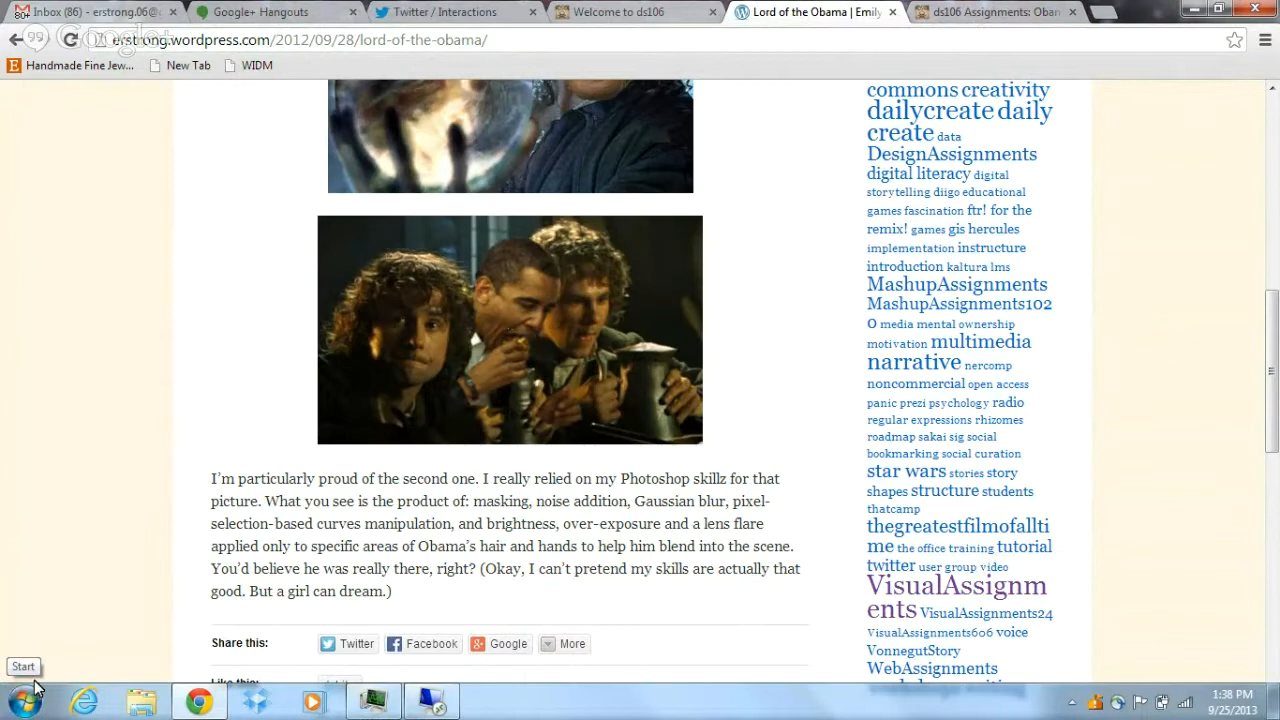 Inbox (86) - erstrong.06@g
Google+ Hangouts
Twitter / Interactions
Welcome to ds106
Lord of the Obama | Emily
ds106 Assignments: Oban
erstrong.wordpress.com/2012/09/28/lord-of-the-obama/
Handmade Fine Jew...
New Tab
WIDM
commons creativity
dailycreate daily
create data
DesignAssignments
digital literacy digital
storytelling diigo educational
games fascination ftr! for the
remix! games gis hercules
implementation instructure
introduction kaltura lms
MashupAssignments
MashupAssignments102
0 media mental ownership
motivation multimedia
narrative nercomp
noncommercial open access
panic prezi psychology radio
regular expressions rhizomes
roadmap sakai sig social
bookmarking social curation
star wars stories story
shapes structure students
thatcamp
thegreatestfilmofallti
me the office training tutorial
twitter user group video
VisualAssignm
ents VisualAssignments24
VisualAssignments606 voice
VonnegutStory
WebAssignments
I'm particularly proud of the second one. I really relied on my Photoshop skillz for that
picture. What you see is the product of: masking, noise addition, Gaussian blur, pixel-
selection-based curves manipulation, and brightness, over-exposure and a lens flare
applied only to specific areas of Obama's hair and hands to help him blend into the scene.
You'd believe he was really there, right? (Okay, I can't pretend my skills are actually that
good. But a girl can dream.)
Share this:
Twitter
Facebook
Google
More
Like this:
Start
1:38 PM
9/25/2013